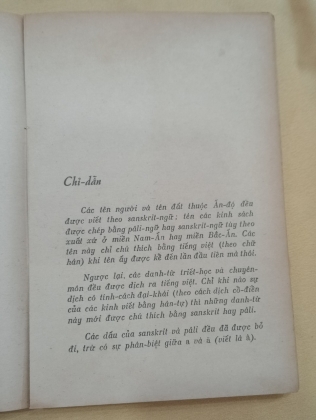 Chỉ-dẫn
Các tên người và tên đất thuộc Ấn-độ đều
được viết theo sanskrit-ngữ ; tên các kinh sách
được chép bằng pāli-ngữ hay sanskrit-ngữ tùy theo
xuất xứ ở miền Nam-Ấn hay miền Bắc-Ấn. Các
tên này chỉ chú thích bằng tiếng việt (theo chữ
hán) khi tên ấy được kể đến lần đầu tiên mà thôi.
Ngược lại, các danh-từ triết-học và chuyên-
môn đều được dịch ra tiếng việt. Chỉ khi nào sự
dịch có tính-cách đại-khái (theo cách dịch cổ-điển
của các kinh viết bằng hán-tự) thì những danh-từ
này mới được chú thích bằng sanskrit hay pāli.
Các dấu của sanskrit và pāli đều đã được bỏ
đi, trừ có sự phân-biệt giữa a và ā (viết là â).